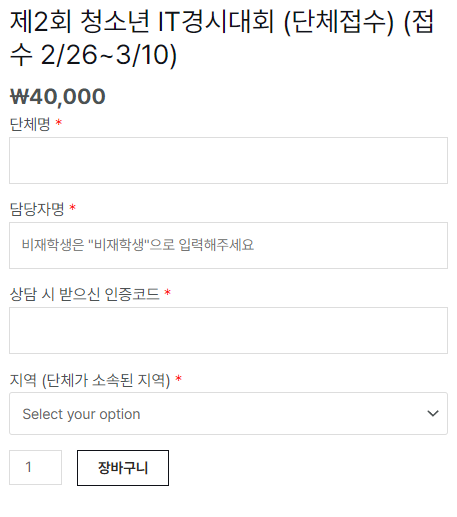 제2회 청소년 IT경시대회 (단체접수) (접
수 2/26~3/10)
₩40,000
단체명 *
담당자명 *
비재학생은 "비재학생"으로 입력해주세요
상담 시 받으신 인증코드 *
지역 (단체가 소속된 지역) *
Select your option
1
장바구니